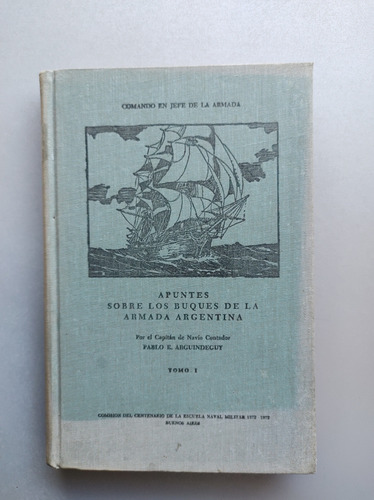 COMANDO EN JEFE DE LA ARMADA
APUNTES
SOBRE LOS BUQUES DE LA
ARMADA ARGENTINA
Por el Capitán de Navío Contador
PABLO E. ARGUINDEGUY
TOMO I
COMISION DEL CENTENARIO DE LA ESCUELA NAVAL MILITAR 1872 1972
BUENOS AIRES